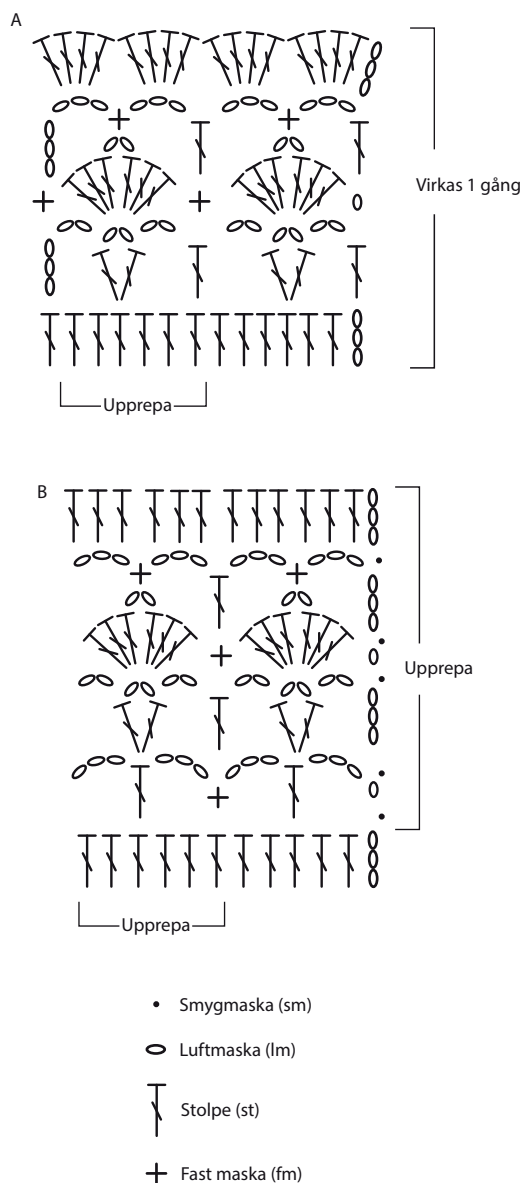 A
Virkas 1 gång
Upprepa
B
Upprepa
Upprepa
Smygmaska (sm)
Luftmaska (lm)
Stolpe (st)
Fast maska (fm)